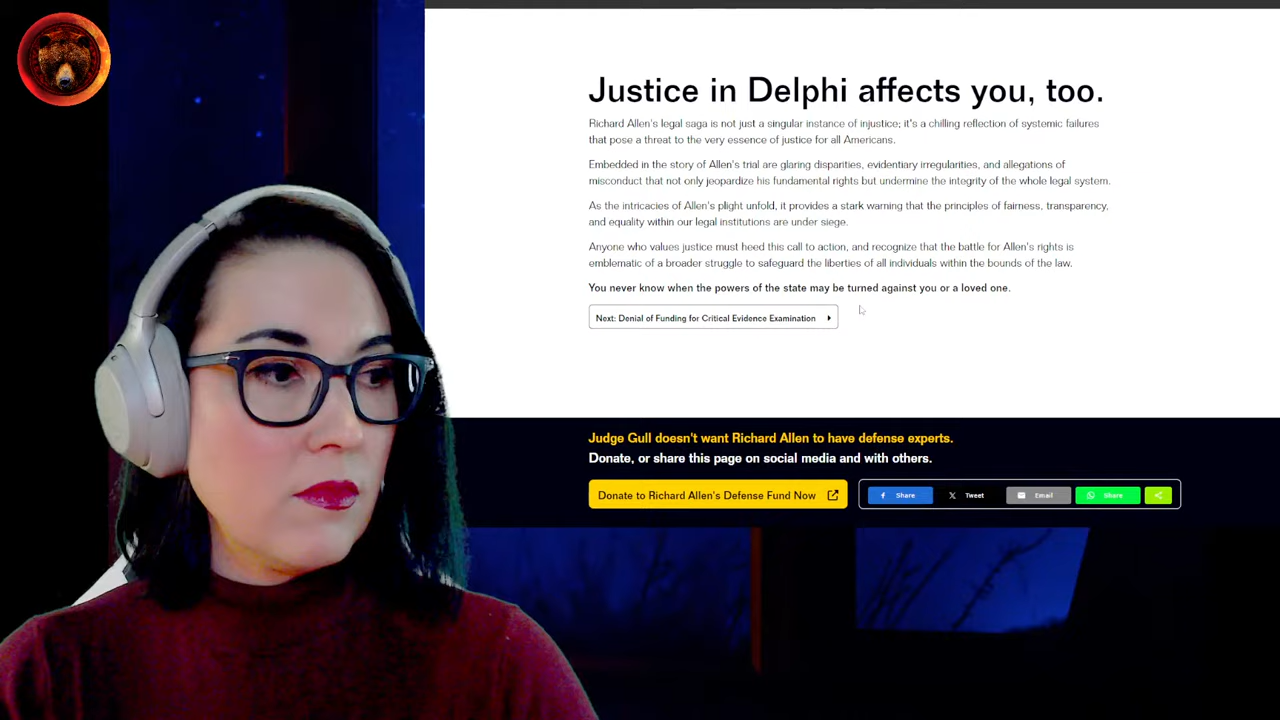 Justice in Delphi affects you, too.
Richard Allen's legal saga is not just a singular instance of injustice; it's a chilling reflection of systemic failures
that pose a threat to the very essence of justice for all Americans.
Embedded in the story of Allen's trial are glaring disparities, evidentiary irregularities, and allegations of
misconduct that not only jeopardize his fundamental rights but undermine the integrity of the whole legal system.
As the intricacies of Allen's plight unfold, it provides a stark warning that the principles of fairness, transparency,
and equality within our legal institutions are under siege.
Anyone who values justice must heed this call to action, and recognize that the battle for Allen's rights is
emblematic of a broader struggle to safeguard the liberties of all individuals within the bounds of the law.
You never know when the powers of the state may be turned against you or a loved one.
Next: Denial of Funding for Critical Evidence Examination
Judge Gull doesn't want Richard Allen to have defense experts.
Donate, or share this page on social media and with others.
Donate to Richard Allen's Defense Fund Now
Share
Tweet
Email
Share